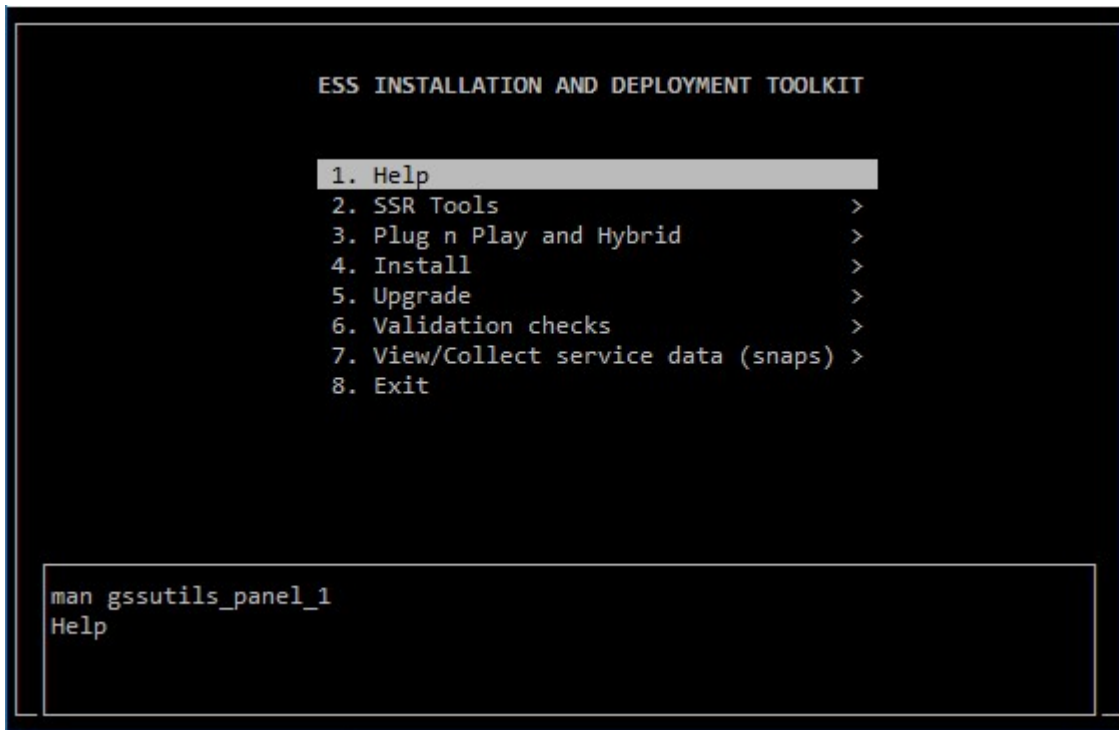 ESS INSTALLATION AND DEPLOYMENT TOOLKIT
1. Help
2. SSR Tools >
3. Plug n Play and Hybrid >
4. Install >
5. Upgrade >
6. Validation checks >
7. View/Collect service data (snaps) >
8. Exit
man gssutils_panel_1
Help